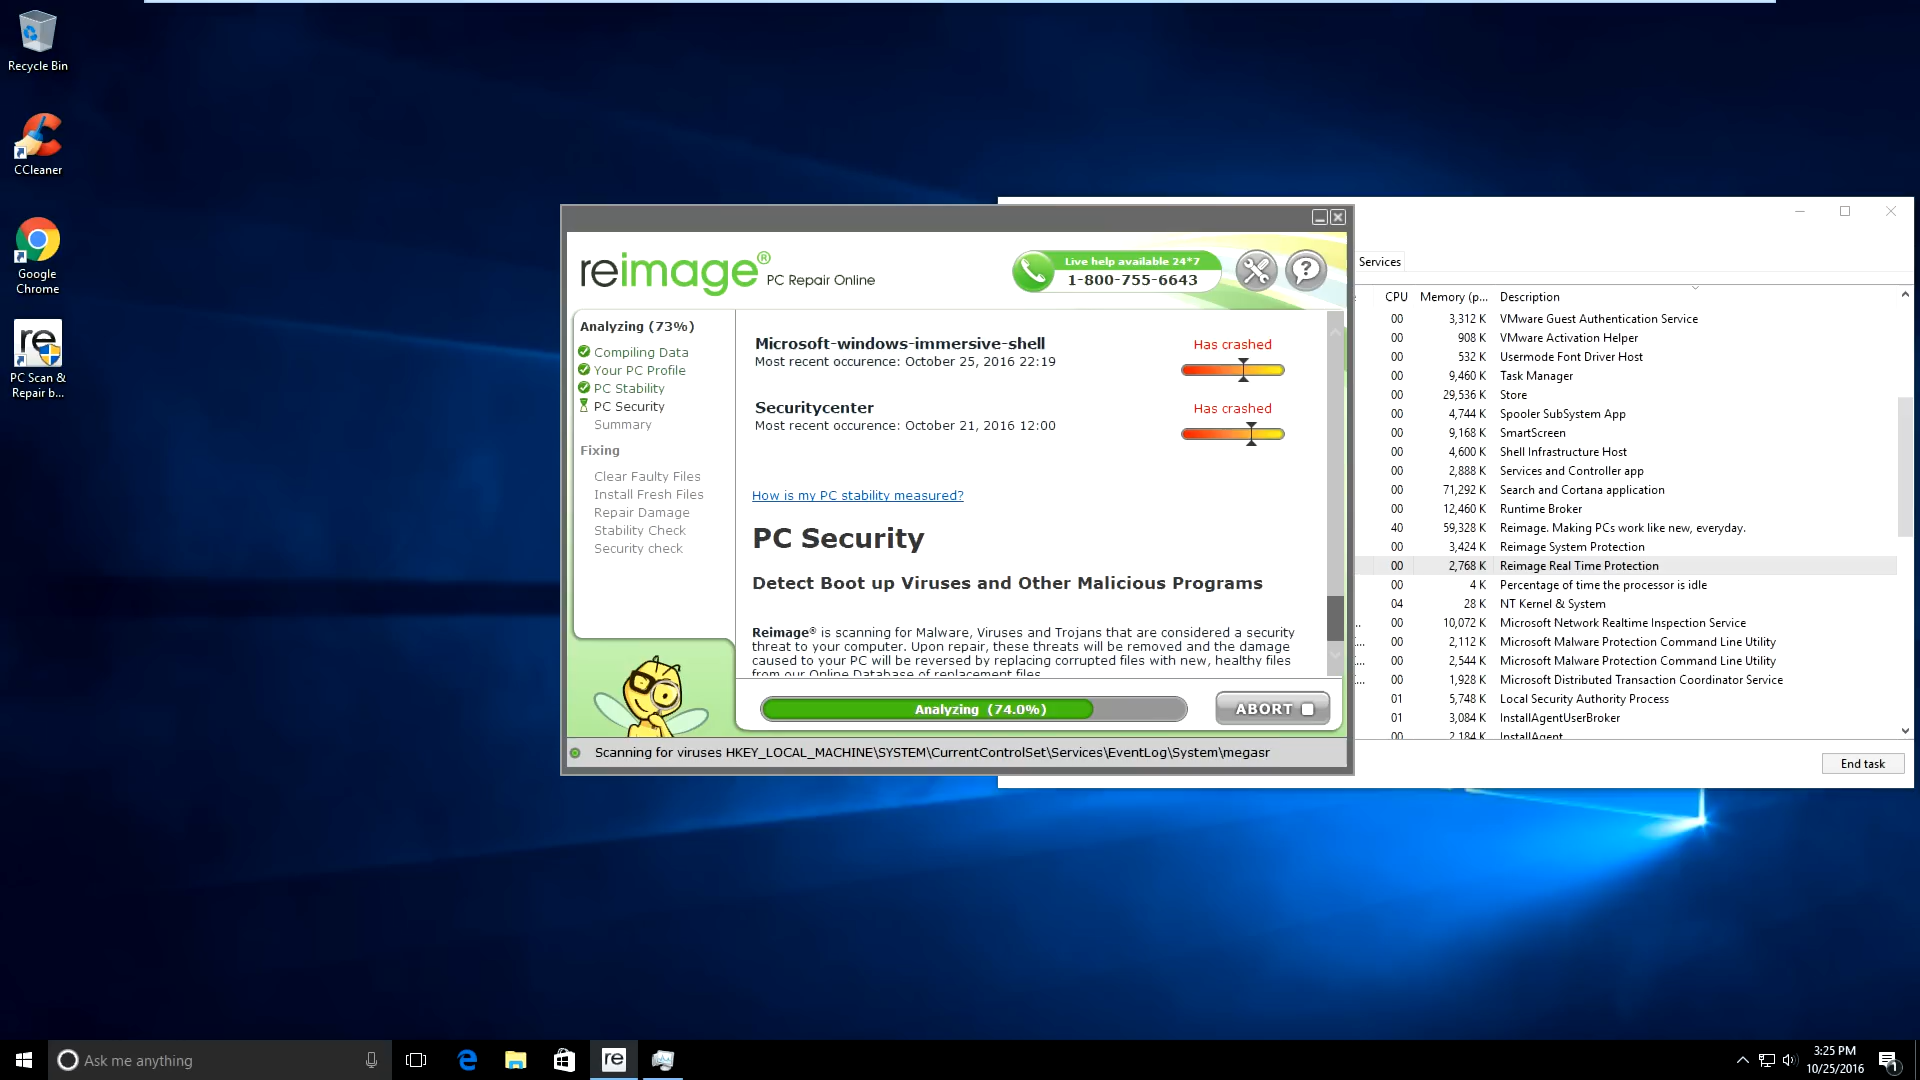 Recycle Bin
CCleaner
Google
Chrome
re
PC Scan &
Repair b...
reimage® PC Repair Online
Live help available 24*7
1-800-755-6643
Analyzing (73%)
Compiling Data
Your PC Profile
PC Stability
PC Security
Summary
Fixing
Clear Faulty Files
Install Fresh Files
Repair Damage
Stability Check
Security check
Microsoft-windows-immersive-shell
Most recent occurence: October 25, 2016 22:19
Has crashed
Securitycenter
Most recent occurence: October 21, 2016 12:00
Has crashed
How is my PC stability measured?
PC Security
Detect Boot up Viruses and Other Malicious Programs
Reimage® is scanning for Malware, Viruses and Trojans that are considered a security
threat to your computer. Upon repair, these threats will be removed and the damage
caused to your PC will be reversed by replacing corrupted files with new, healthy files
from our Online Database of replacement files.
Analyzing (74.0%)
ABORT
Scanning for viruses HKEY_LOCAL_MACHINE\SYSTEM\CurrentControlSet\Services\EventLog\System\megasr
Services
CPU Memory (p... Description
00 3,312 K VMware Guest Authentication Service
00 908 K VMware Activation Helper
00 532 K Usermode Font Driver Host
00 9,460 K Task Manager
00 29,536 K Store
00 4,744 K Spooler SubSystem App
00 9,168 K SmartScreen
00 4,600 K Shell Infrastructure Host
00 2,888 K Services and Controller app
00 71,292 K Search and Cortana application
00 12,460 K Runtime Broker
40 59,328 K Reimage. Making PCs work like new, everyday.
00 3,424 K Reimage System Protection
00 2,768 K Reimage Real Time Protection
00 4 K Percentage of time the processor is idle
04 28 K NT Kernel & System
00 10,072 K Microsoft Network Realtime Inspection Service
00 2,112 K Microsoft Malware Protection Command Line Utility
00 2,544 K Microsoft Malware Protection Command Line Utility
00 1,928 K Microsoft Distributed Transaction Coordinator Service
01 5,748 K Local Security Authority Process
01 3,084 K InstallAgentUserBroker
00 2,184 K InstallAgent
End task
Ask me anything
re
3:25 PM
10/25/2016
1